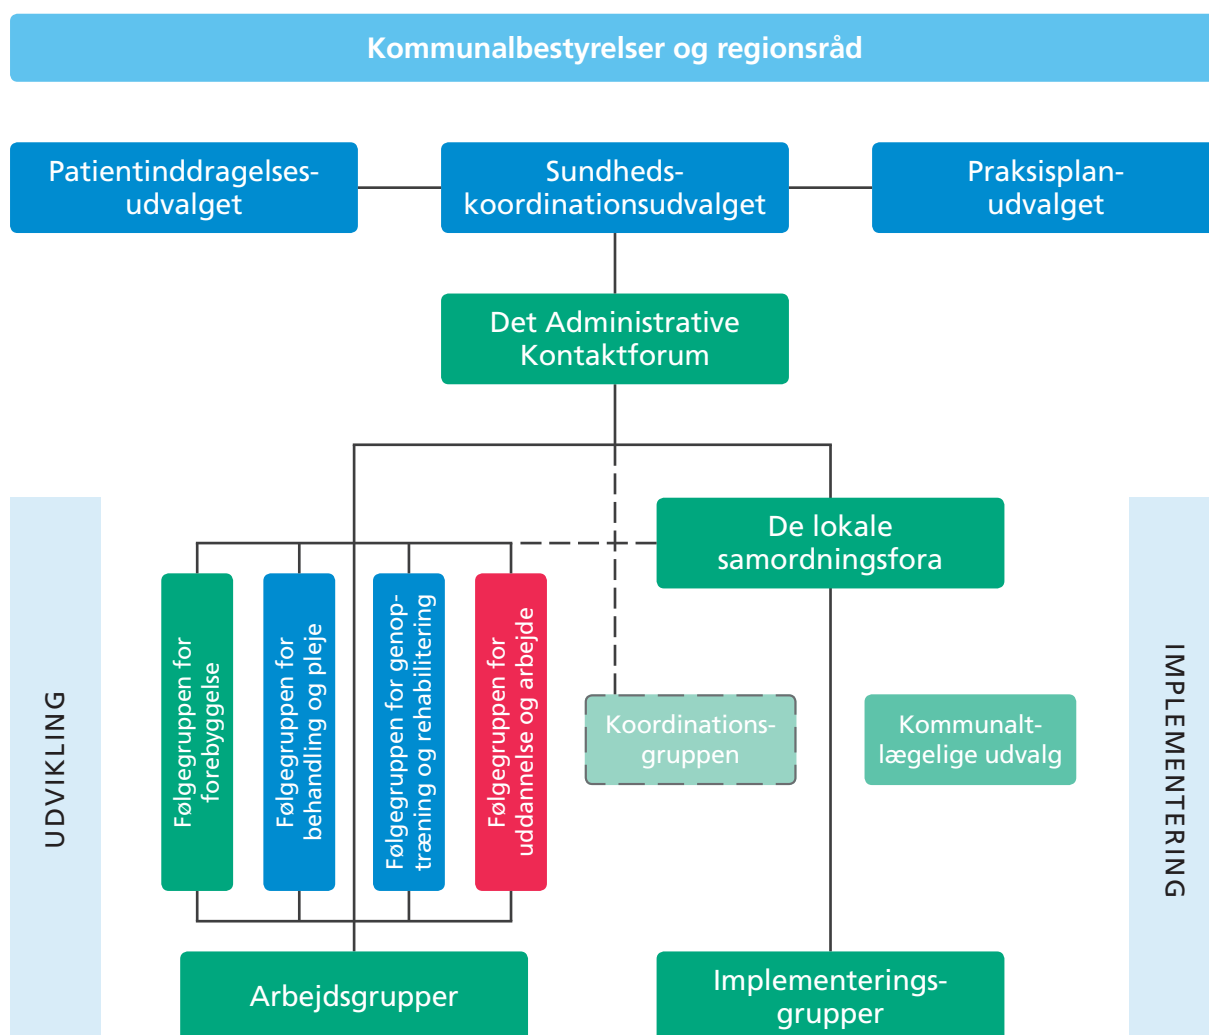 Kommunalbestyrelser og regionsråd
Patientinddragelses-
udvalget
Sundheds-
koordinationsudvalget
Praksisplan-
udvalget
Det Administrative
Kontaktforum
De lokale
samordningsfora
UDVIKLING
Følgegruppen for
forebyggelse
Følgegruppen for
behandling og pleje
Følgegruppen for genop-
træning og rehabilitering
Følgegruppen for
uddannelse og arbejde
Koordinations-
gruppen
Kommunalt-
lægelige udvalg
IMPLEMENTERING
Arbejdsgrupper
Implementerings-
grupper